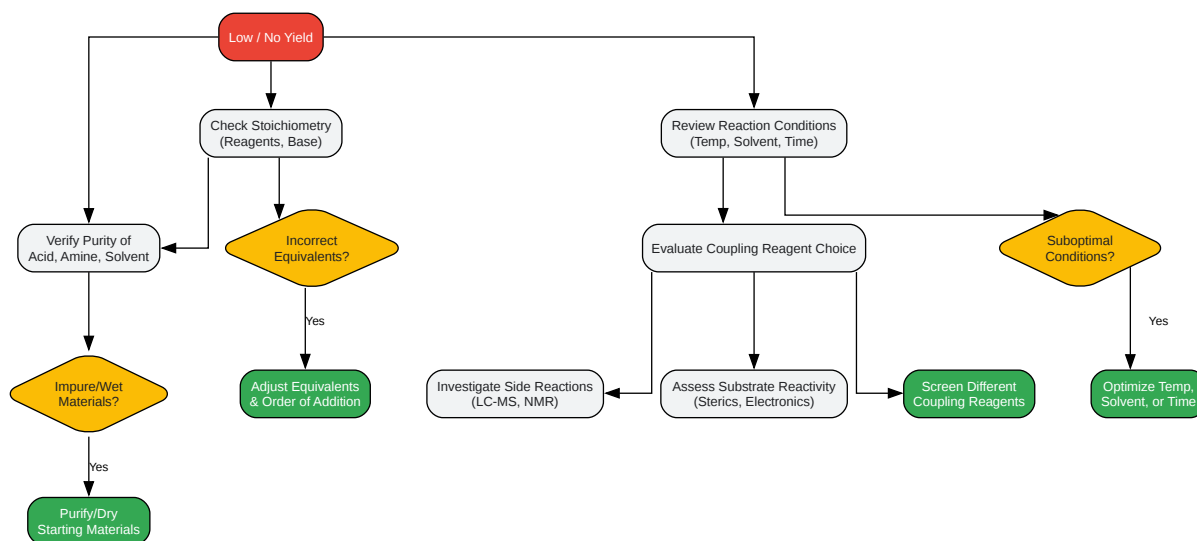 Low / No Yield
Check Stoichiometry
(Reagents, Base)
Review Reaction Conditions
(Temp, Solvent, Time)
Verify Purity of
Acid, Amine, Solvent
Incorrect
Equivalents?
Evaluate Coupling Reagent Choice
Suboptimal
Conditions?
Yes
Yes
Impure/Wet
Materials?
Adjust Equivalents
& Order of Addition
Investigate Side Reactions
(LC-MS, NMR)
Assess Substrate Reactivity
(Sterics, Electronics)
Screen Different
Coupling Reagents
Optimize Temp,
Solvent, or Time
Yes
Purify/Dry
Starting Materials